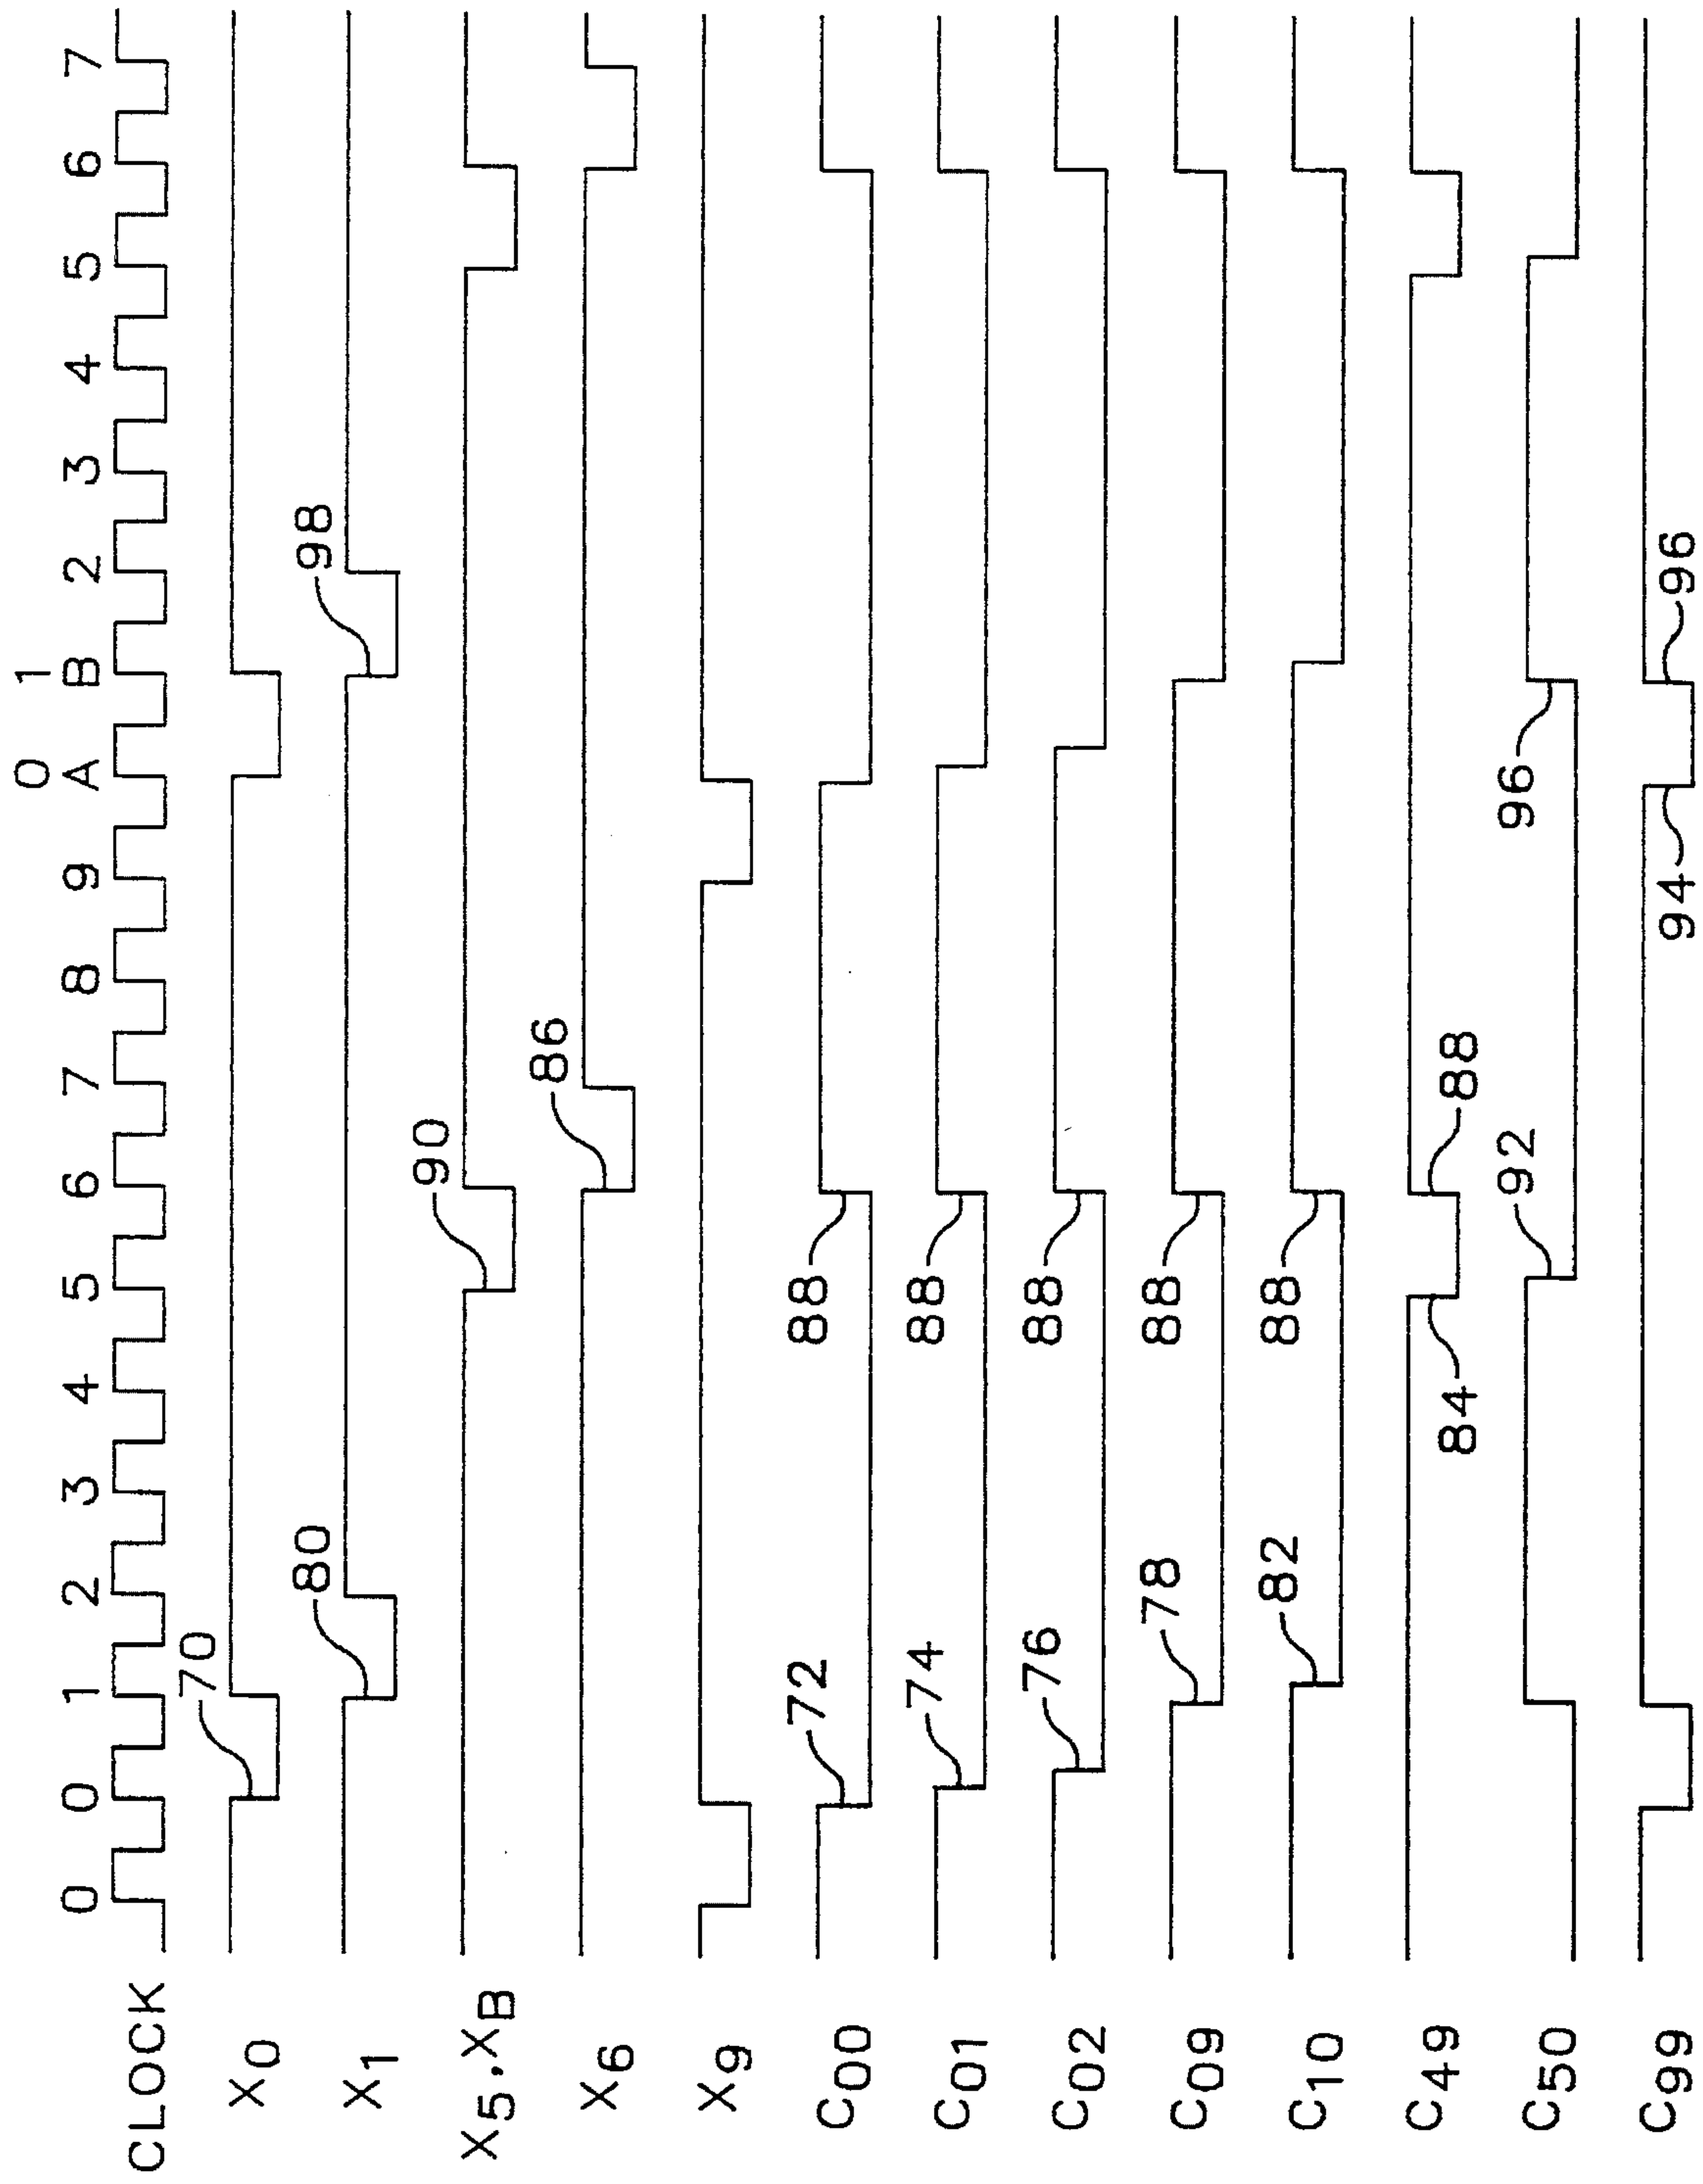 0 1
0 0 1 2 3 4 5 6 7 8 9 A B 2 3 4 5 6 7
CLOCK
70
X0
80 98
X1
90
X5,XB
86
X6
X9
72 88
C00
74 88
C01
76 88
C02
78 88
C09
82 88
C10
84 88
C49
92 96
C50
94 96
C99